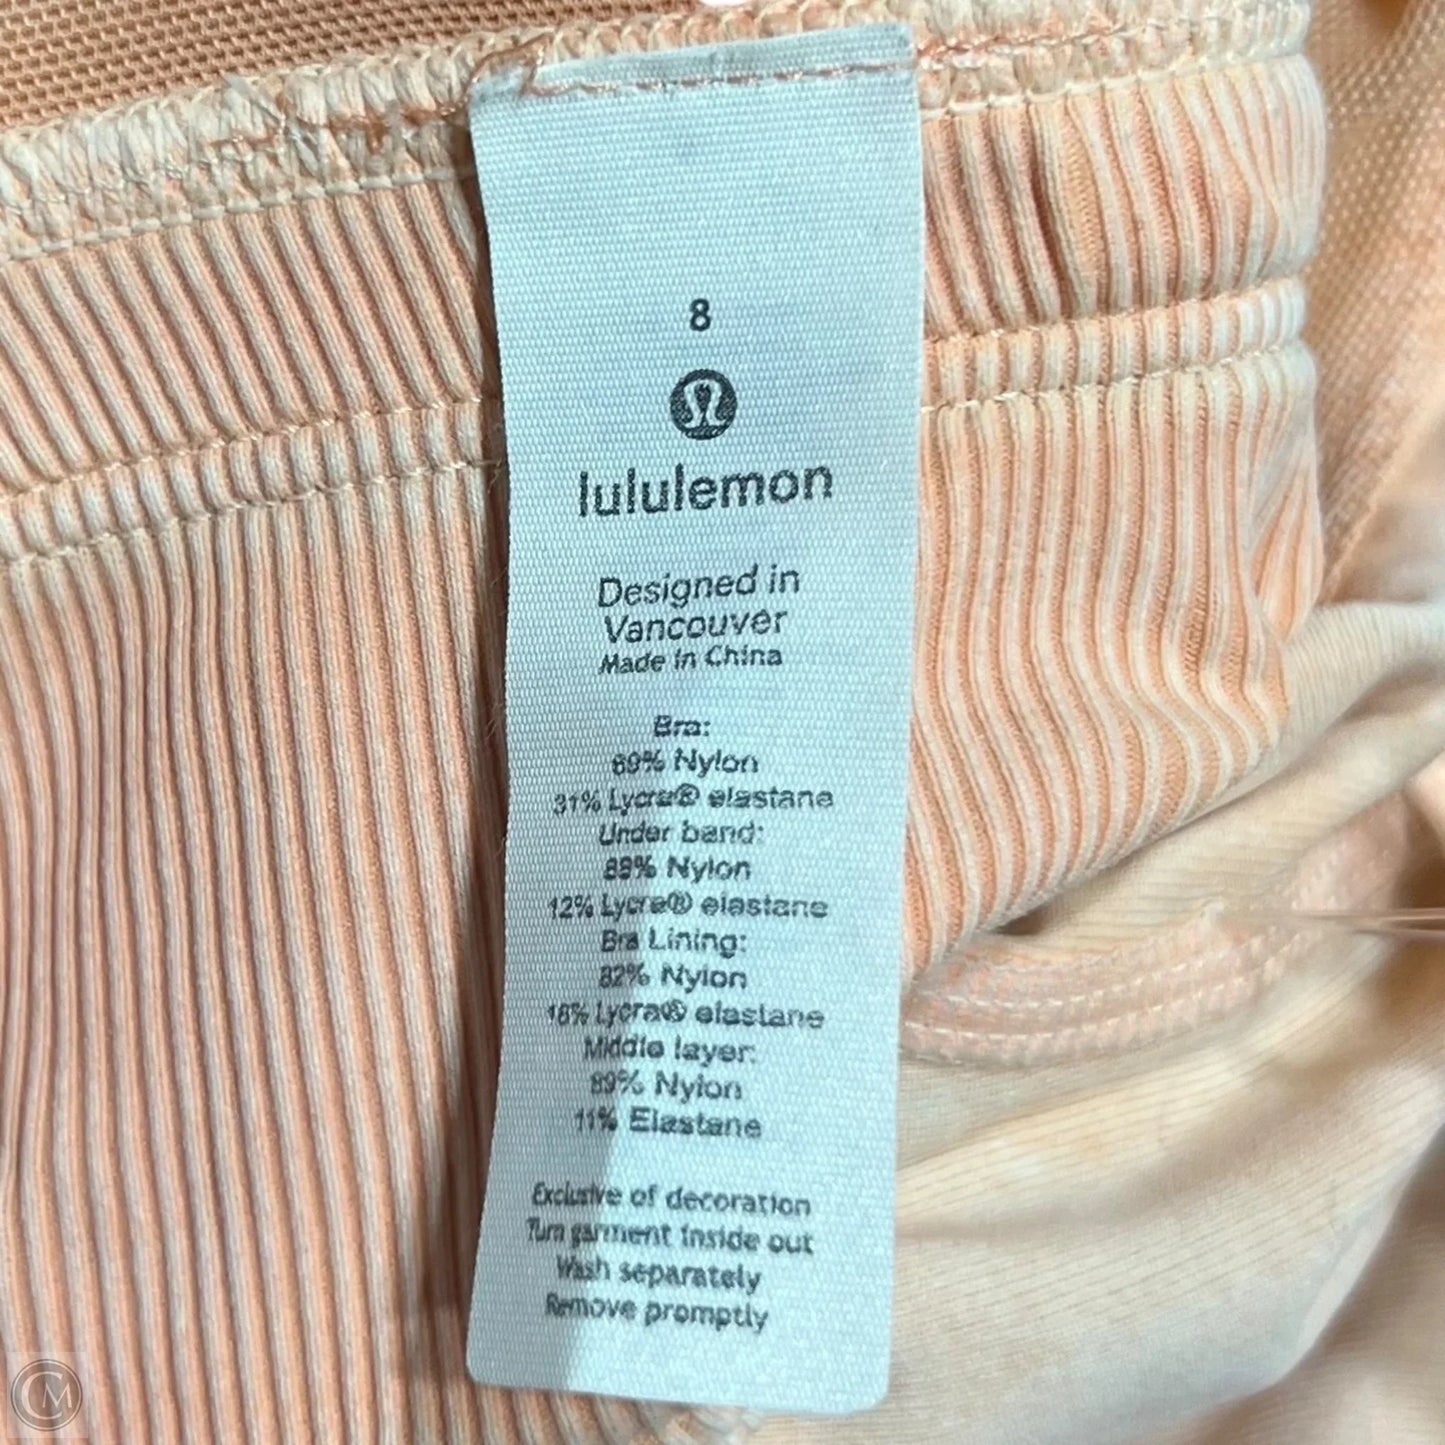 8
lululemon
Designed in
Vancouver
Made in China
Bra:
69% Nylon
31% Lycra® elastane
Under band:
88% Nylon
12% Lycra® elastane
Bra Lining:
82% Nylon
18% Lycra® elastane
Middle layer:
89% Nylon
11% Elastane
Exclusive of decoration
Turn garment inside out
Wash separately
Remove promptly
CM